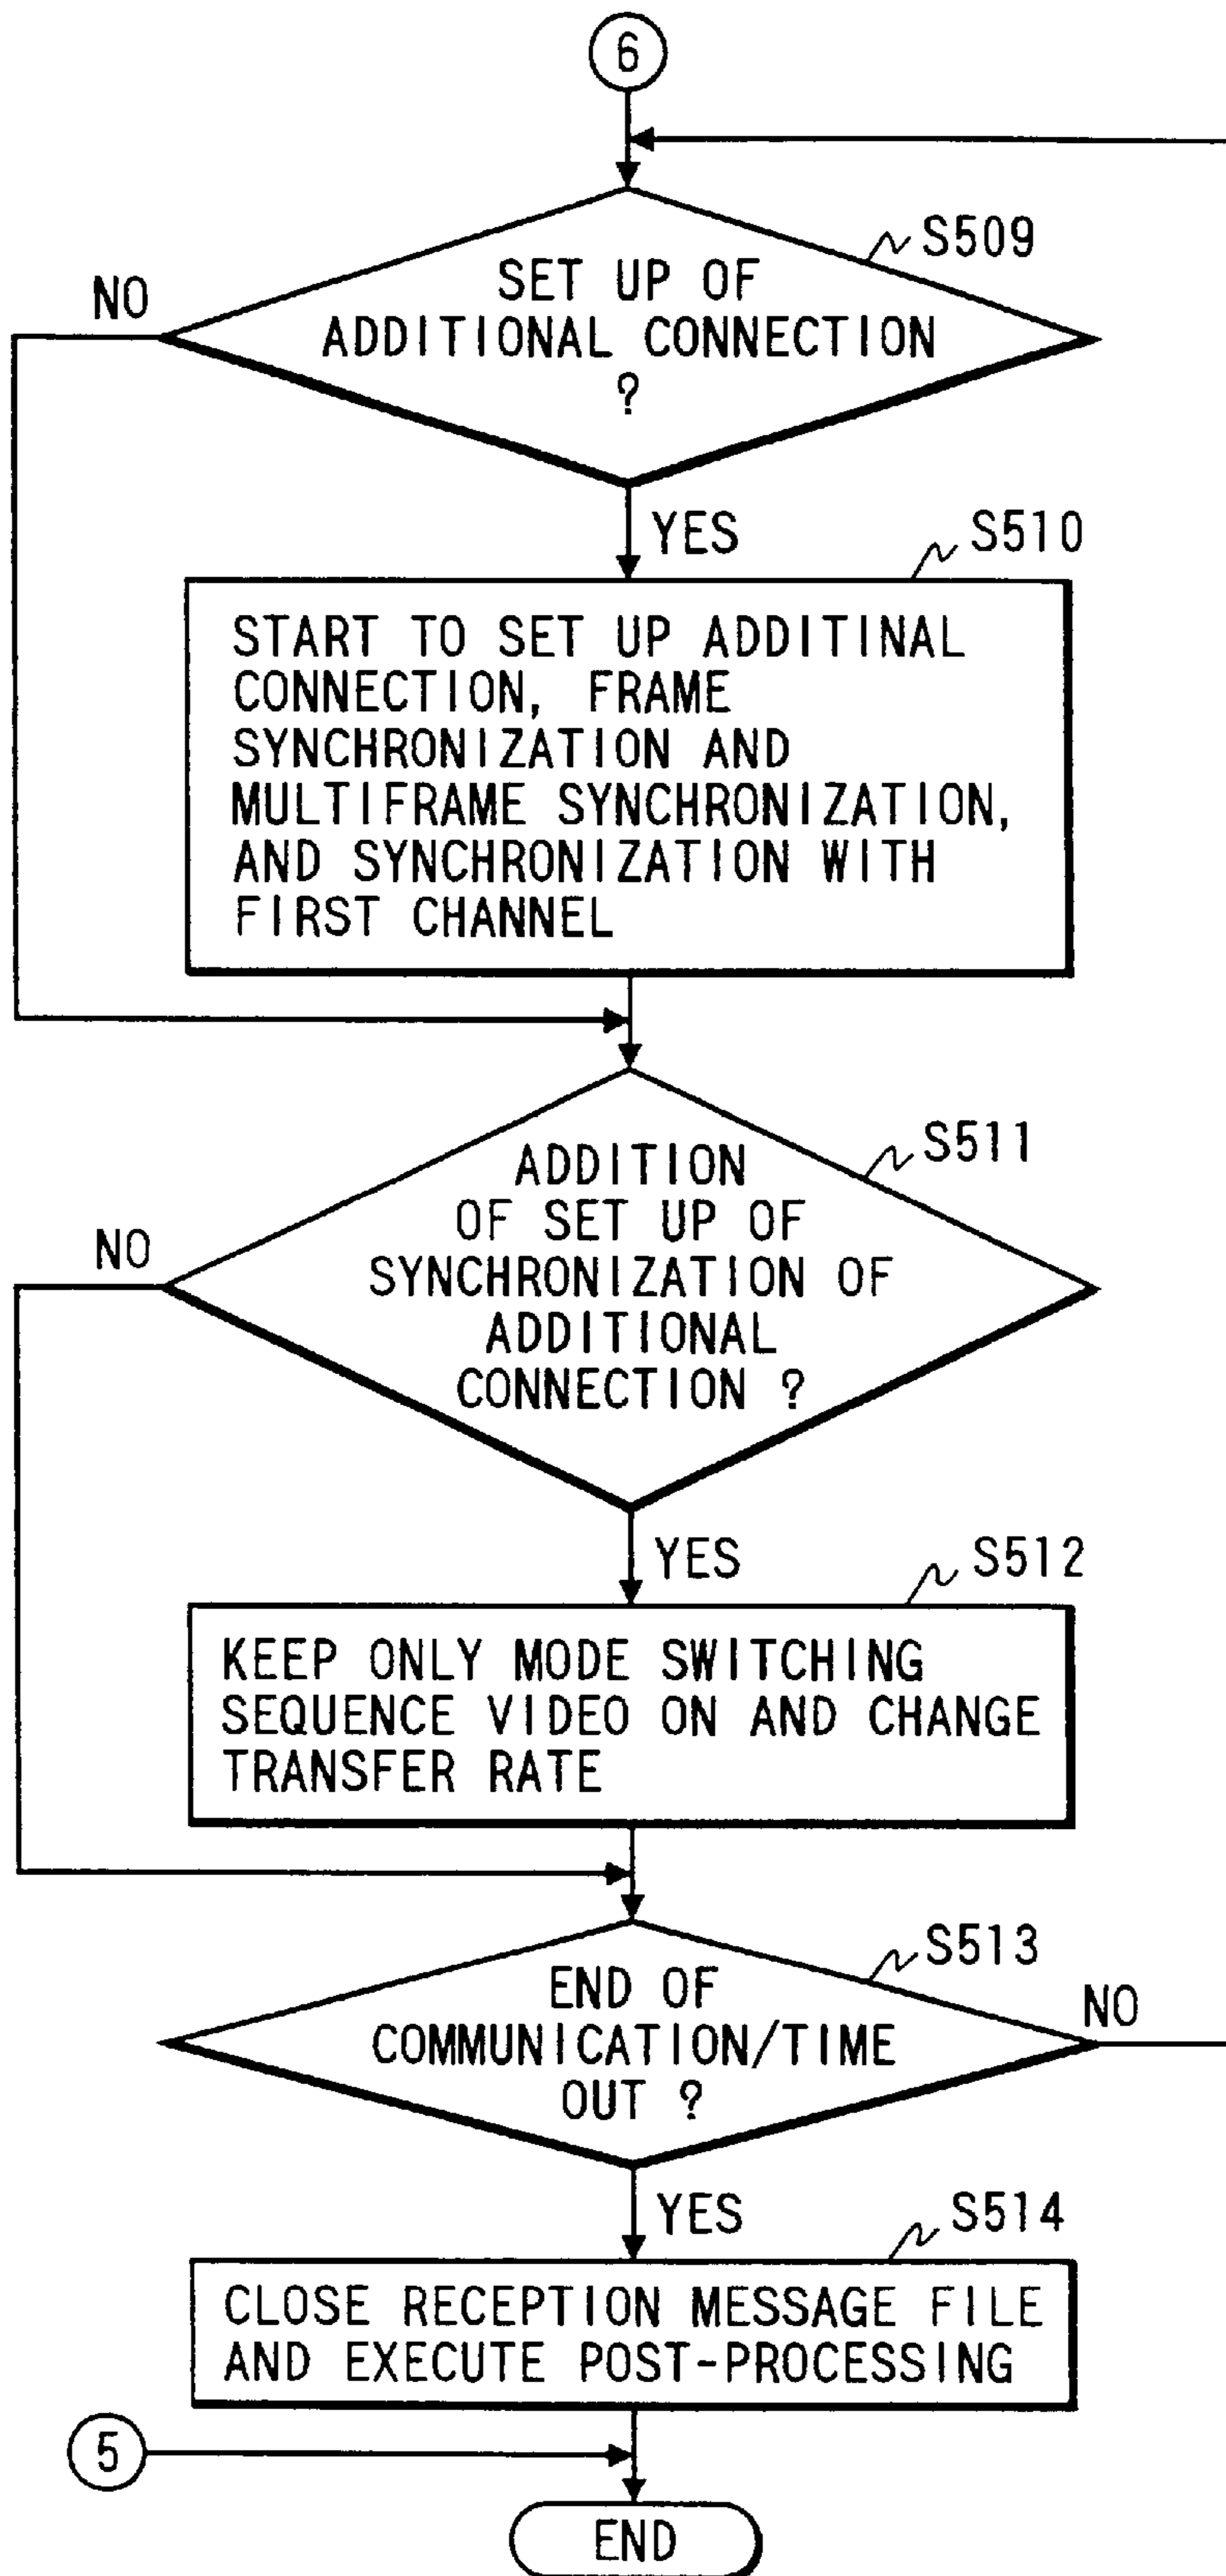 6
S509
SET UP OF
NO
ADDITIONAL CONNECTION
?
YES
S510
START TO SET UP ADDITINAL
CONNECTION, FRAME
SYNCHRONIZATION AND
MULTIFRAME SYNCHRONIZATION,
AND SYNCHRONIZATION WITH
FIRST CHANNEL
S511
ADDITION
OF SET UP OF
NO
SYNCHRONIZATION OF
ADDITIONAL
CONNECTION ?
YES
S512
KEEP ONLY MODE SWITCHING
SEQUENCE VIDEO ON AND CHANGE
TRANSFER RATE
S513
END OF
NO
COMMUNICATION/TIME
OUT ?
YES
S514
CLOSE RECEPTION MESSAGE FILE
AND EXECUTE POST-PROCESSING
5
END